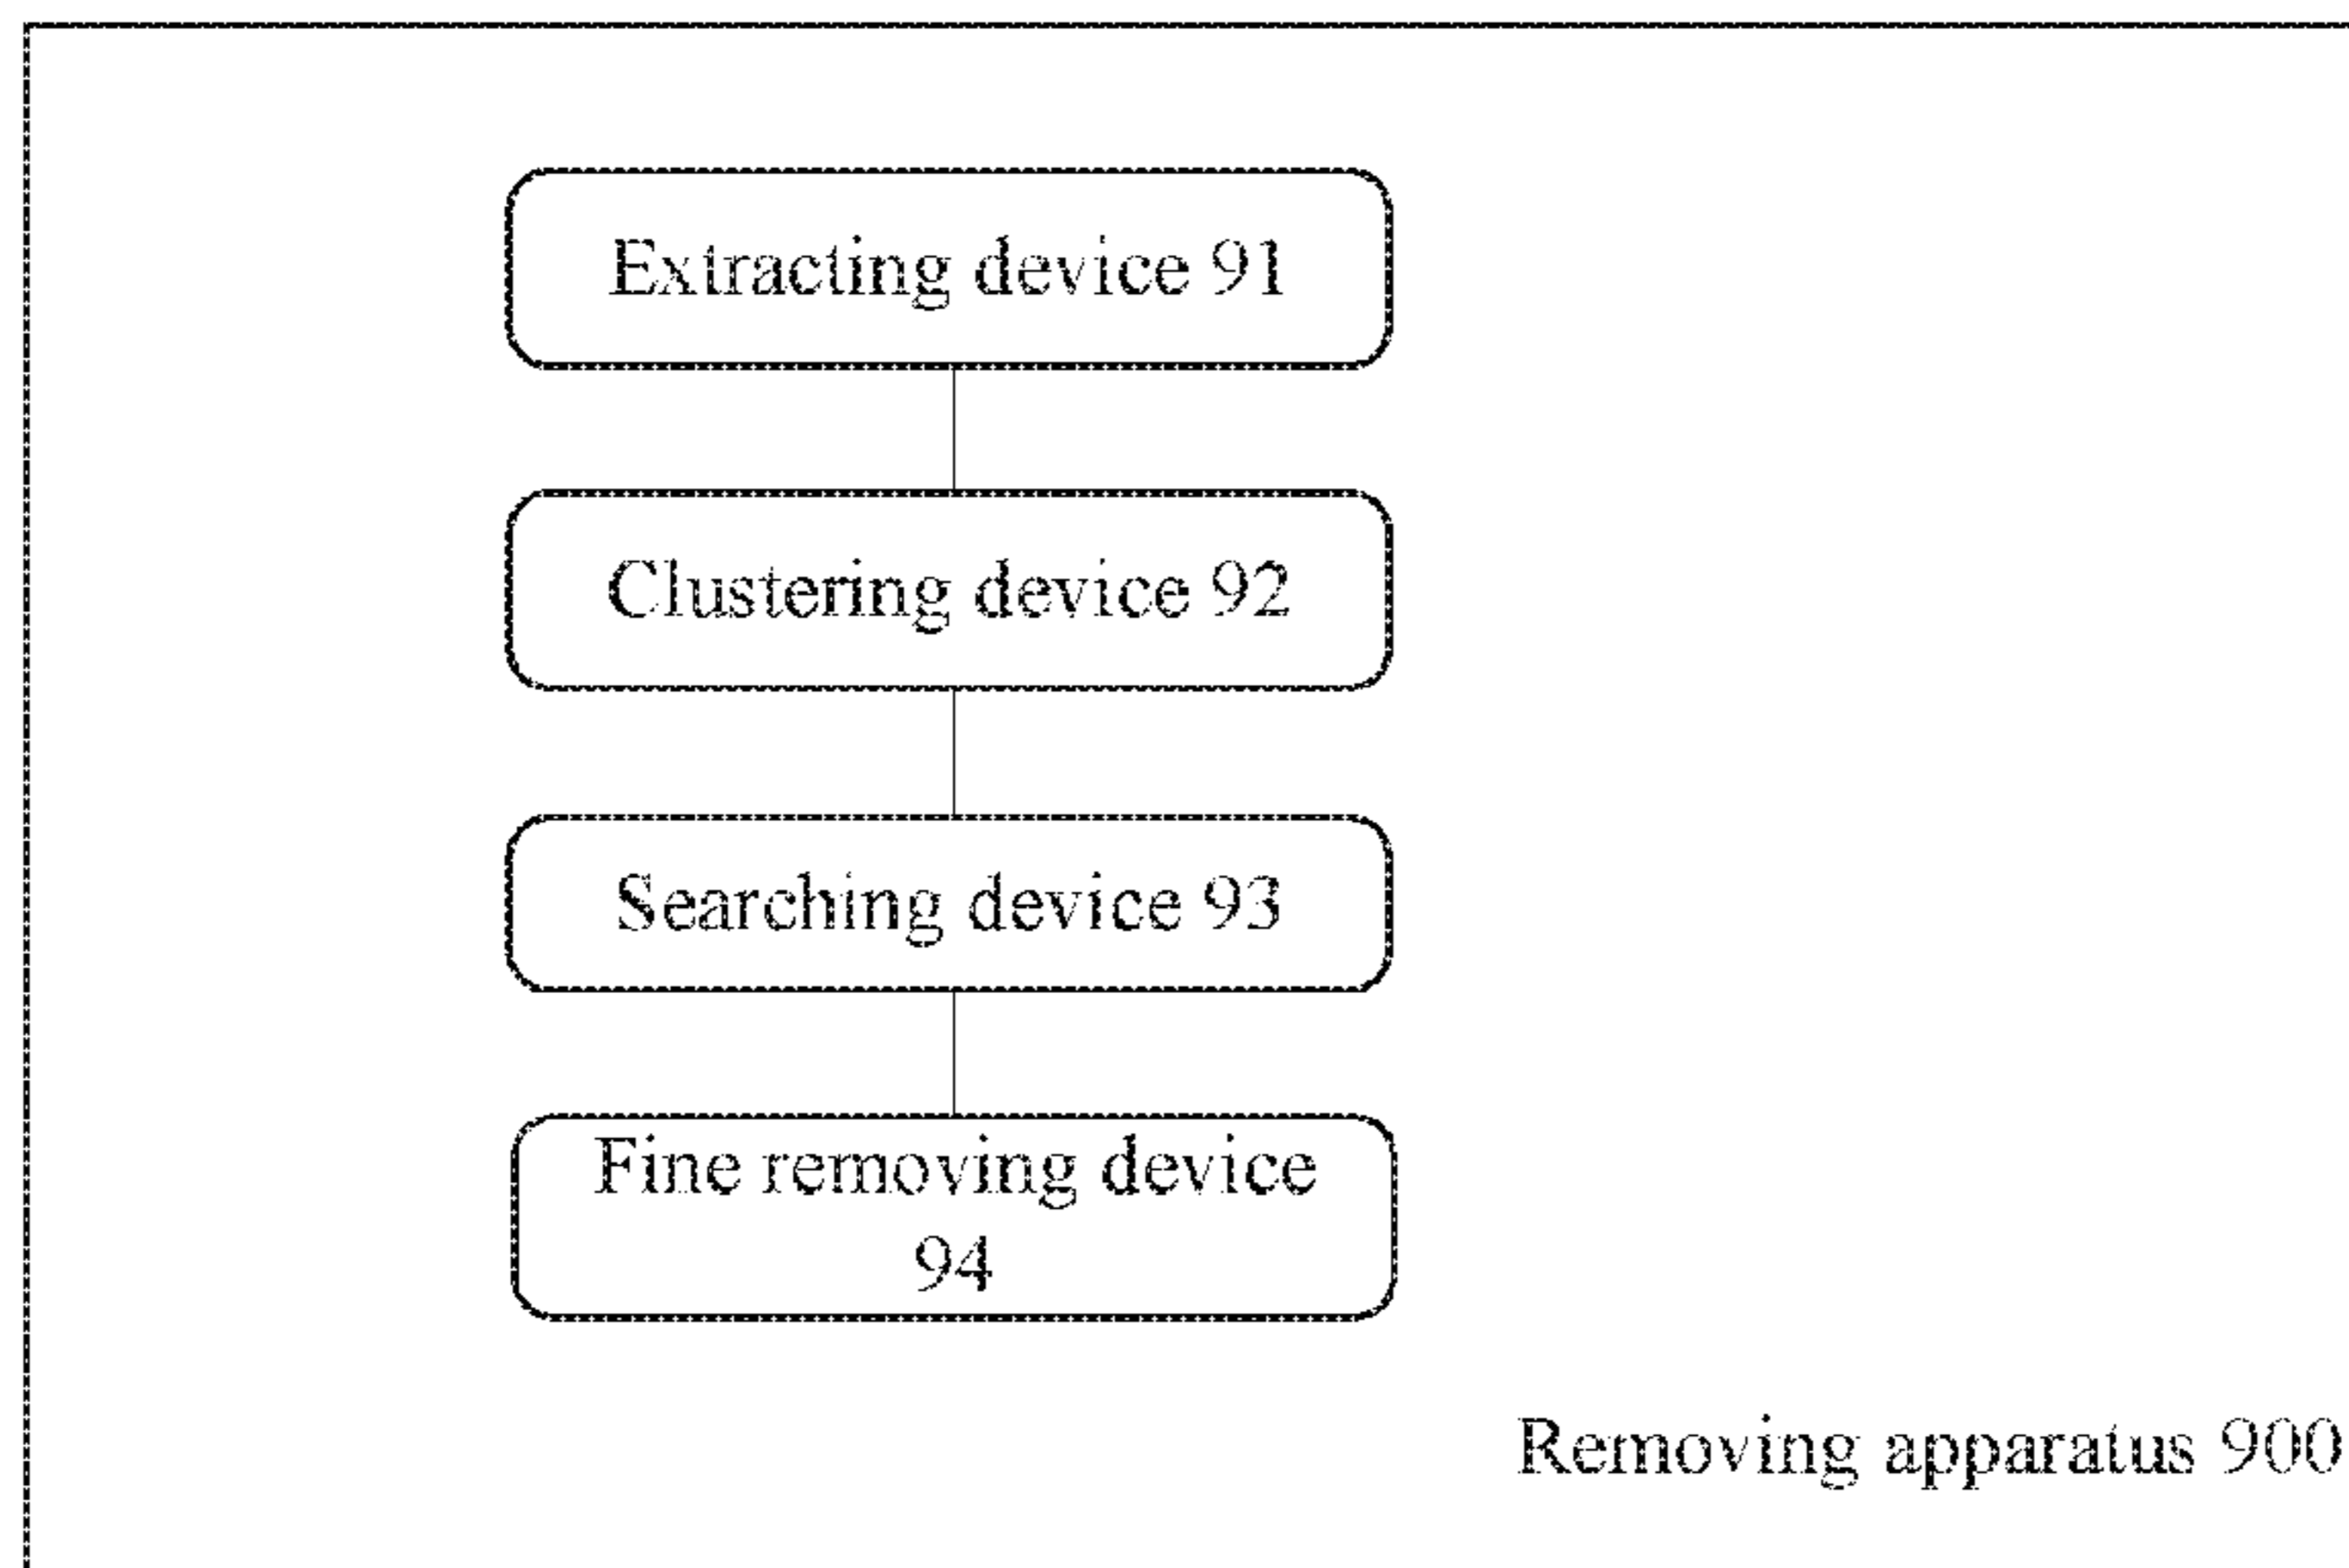 Extracting device 91
Clustering device 92
Searching device 93
Fine removing device
94
Removing apparatus 900